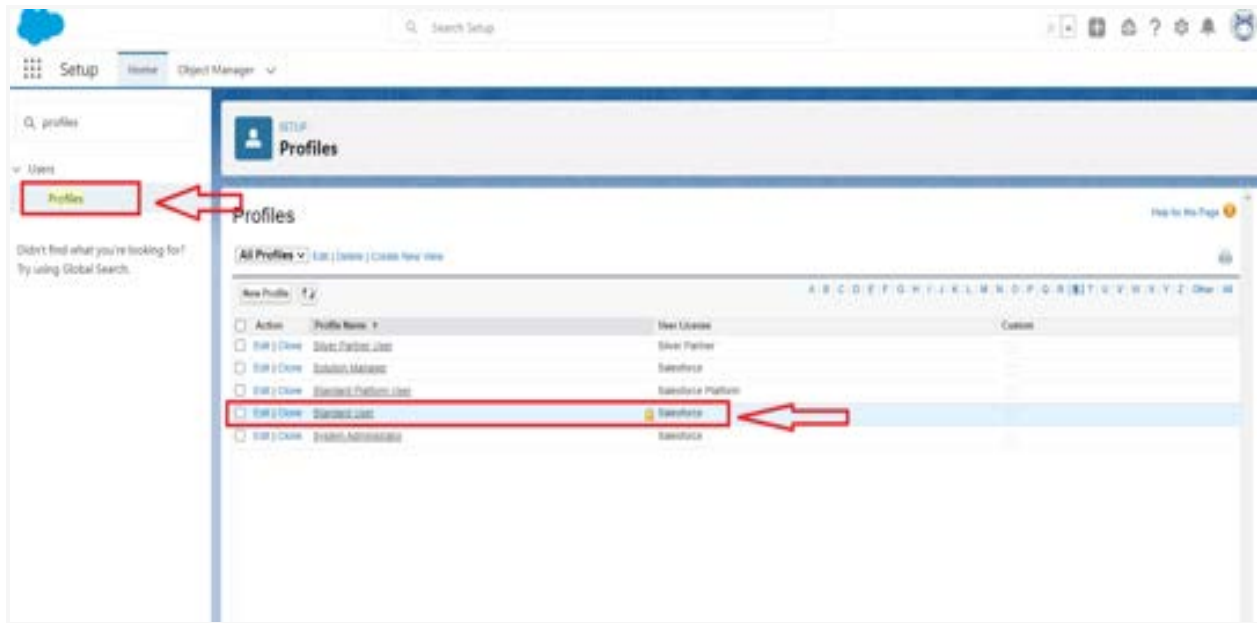 Search Setup
Setup
Home
Object Manager
profiles
Users
Profiles
Didn't find what you're looking for?
Try using Global Search.
SETUP
Profiles
Profiles
Help for this Page
All Profiles Edit | Delete | Create New View
New Profile
A B C D E F G H I J K L M N O P Q R S T U V W X Y Z Other All
Action Profile Name User License Custom
Edit | Clone Silver Partner User Silver Partner
Edit | Clone Solution Manager Salesforce
Edit | Clone Standard Platform User Salesforce Platform
Edit | Clone Standard User Salesforce
Edit | Clone System Administrator Salesforce